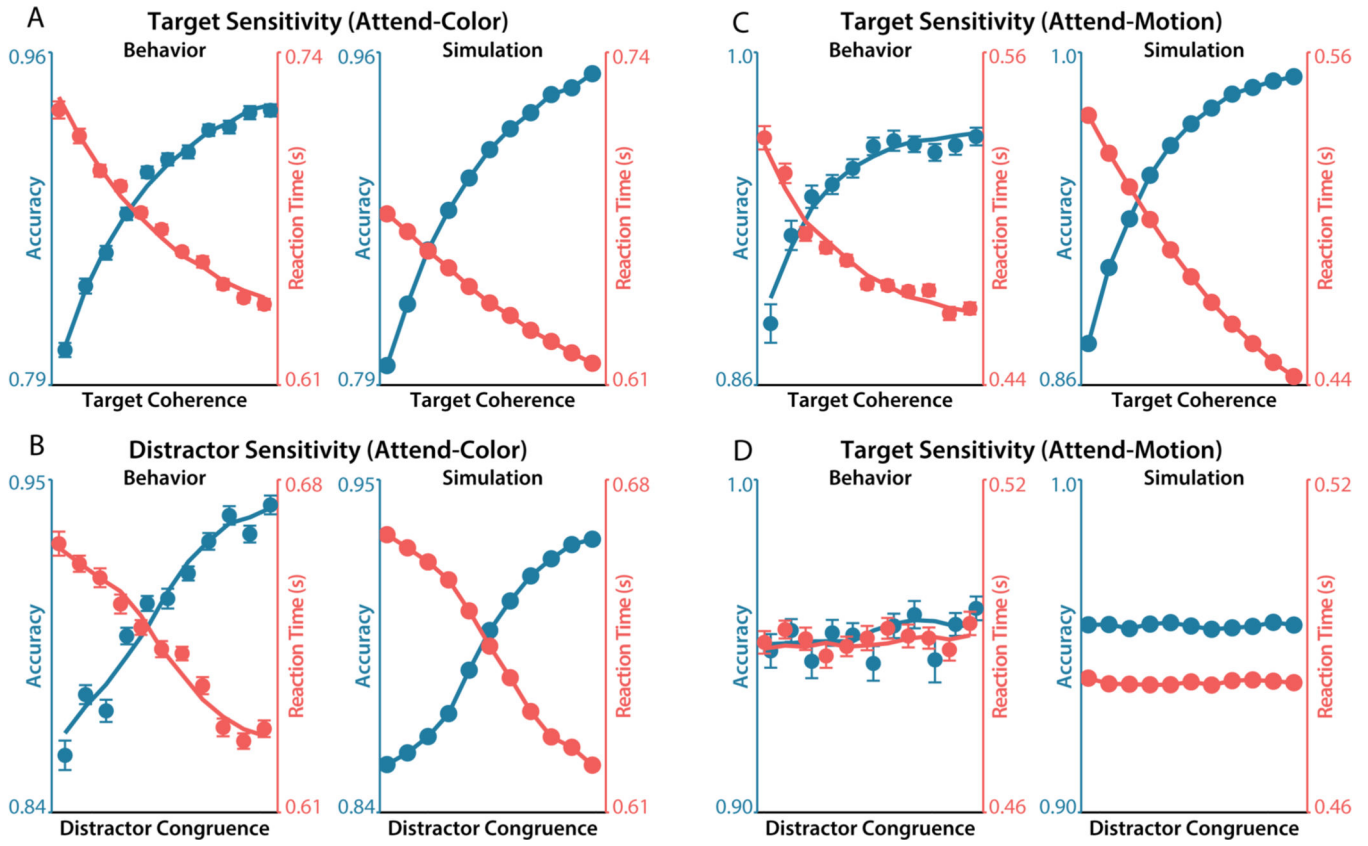 A
Target Sensitivity (Attend-Color)
Behavior
Simulation
0.96
0.74
0.96
0.74
Accuracy
Reaction Time (s)
Accuracy
Reaction Time (s)
0.79
0.61
0.79
0.61
Target Coherence
Target Coherence
B
Distractor Sensitivity (Attend-Color)
Behavior
Simulation
0.95
0.68
0.95
0.68
Accuracy
Reaction Time (s)
Accuracy
Reaction Time (s)
0.84
0.61
0.84
0.61
Distractor Congruence
Distractor Congruence
C
Target Sensitivity (Attend-Motion)
Behavior
Simulation
1.0
0.56
1.0
0.56
Accuracy
Reaction Time (s)
Accuracy
Reaction Time (s)
0.86
0.44
0.86
0.44
Target Coherence
Target Coherence
D
Target Sensitivity (Attend-Motion)
Behavior
Simulation
1.0
0.52
1.0
0.52
Accuracy
Reaction Time (s)
Accuracy
Reaction Time (s)
0.90
0.46
0.90
0.46
Distractor Congruence
Distractor Congruence